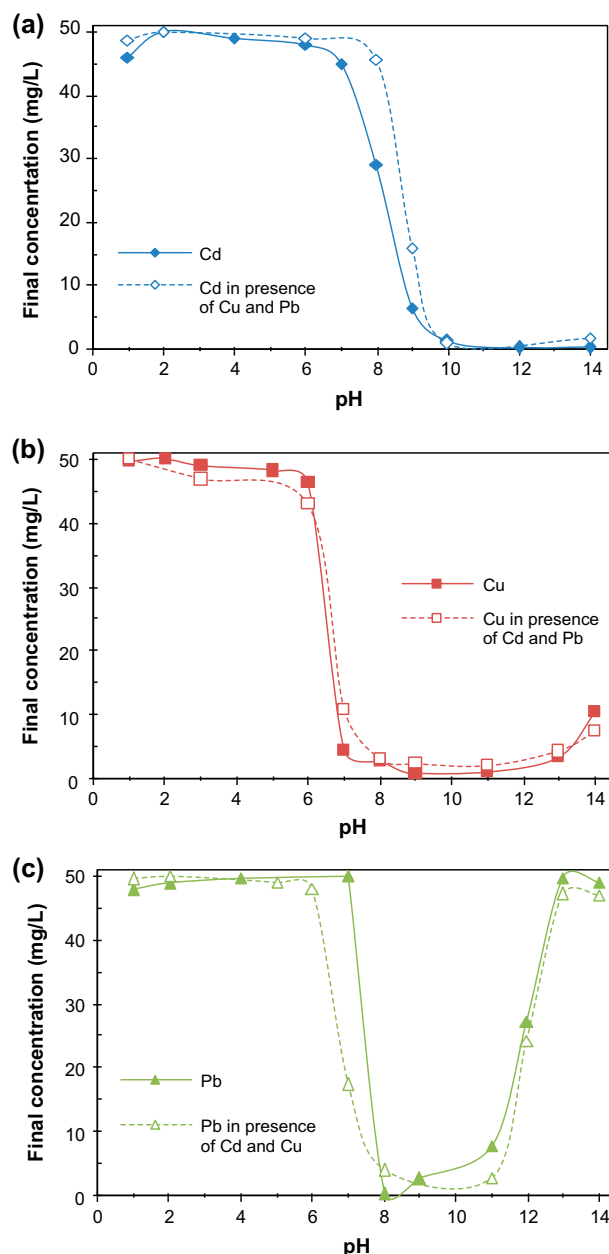 (a)
50
40
30
20
10
0
Final concenrtation (mg/L)
Cd
Cd in presence
of Cu and Pb
0 2 4 6 8 10 12 14
pH
(b)
50
40
30
20
10
0
Final concentration (mg/L)
Cu
Cu in presence
of Cd and Pb
0 2 4 6 8 10 12 14
pH
(c)
50
40
30
20
10
0
Final concentration (mg/L)
Pb
Pb in presence
of Cd and Cu
0 2 4 6 8 10 12 14
pH